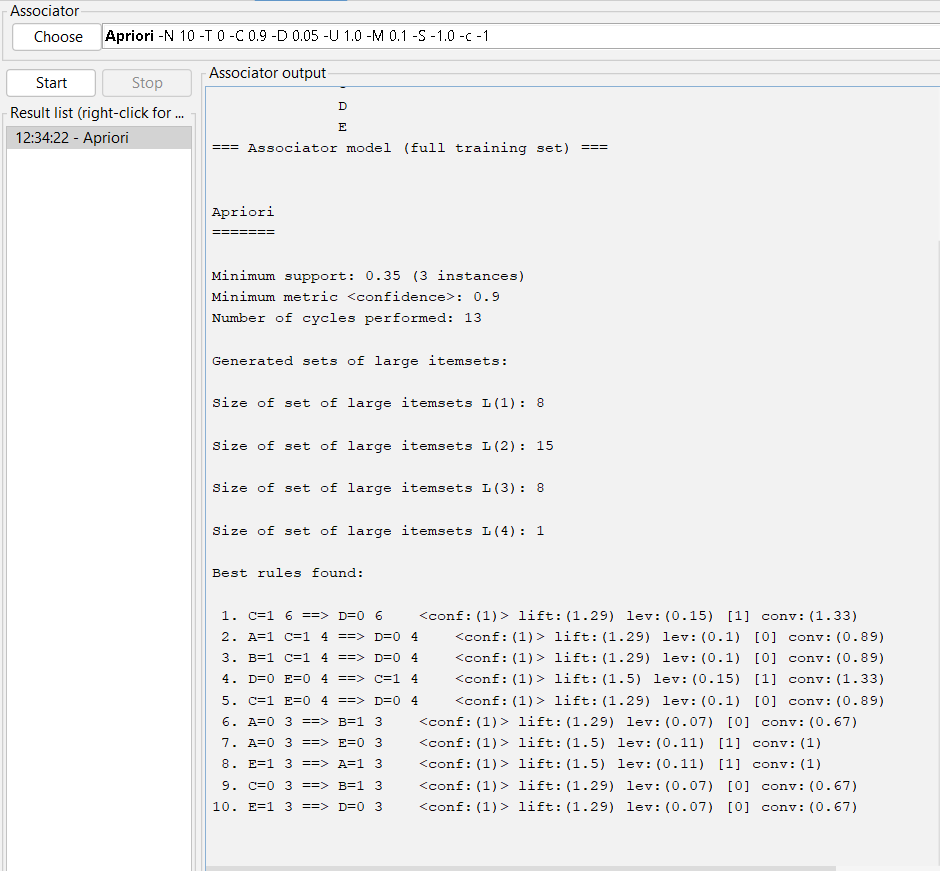 Associator
Choose Apriori -N 10 -T 0 -C 0.9 -D 0.05 -U 1.0 -M 0.1 -S -1.0 -c -1
Start Stop
Result list (right-click for ...
12:34:22 - Apriori
Associator output
D
E
=== Associator model (full training set) ===
Apriori
=======
Minimum support: 0.35 (3 instances)
Minimum metric <confidence>: 0.9
Number of cycles performed: 13
Generated sets of large itemsets:
Size of set of large itemsets L(1): 8
Size of set of large itemsets L(2): 15
Size of set of large itemsets L(3): 8
Size of set of large itemsets L(4): 1
Best rules found:
1. C=1 6 ==> D=0 6 <conf:(1)> lift:(1.29) lev:(0.15) [1] conv:(1.33)
2. A=1 C=1 4 ==> D=0 4 <conf:(1)> lift:(1.29) lev:(0.1) [0] conv:(0.89)
3. B=1 C=1 4 ==> D=0 4 <conf:(1)> lift:(1.29) lev:(0.1) [0] conv:(0.89)
4. D=0 E=0 4 ==> C=1 4 <conf:(1)> lift:(1.5) lev:(0.15) [1] conv:(1.33)
5. C=1 E=0 4 ==> D=0 4 <conf:(1)> lift:(1.29) lev:(0.1) [0] conv:(0.89)
6. A=0 3 ==> B=1 3 <conf:(1)> lift:(1.29) lev:(0.07) [0] conv:(0.67)
7. A=0 3 ==> E=0 3 <conf:(1)> lift:(1.5) lev:(0.11) [1] conv:(1)
8. E=1 3 ==> A=1 3 <conf:(1)> lift:(1.5) lev:(0.11) [1] conv:(1)
9. C=0 3 ==> B=1 3 <conf:(1)> lift:(1.29) lev:(0.07) [0] conv:(0.67)
10. E=1 3 ==> D=0 3 <conf:(1)> lift:(1.29) lev:(0.07) [0] conv:(0.67)